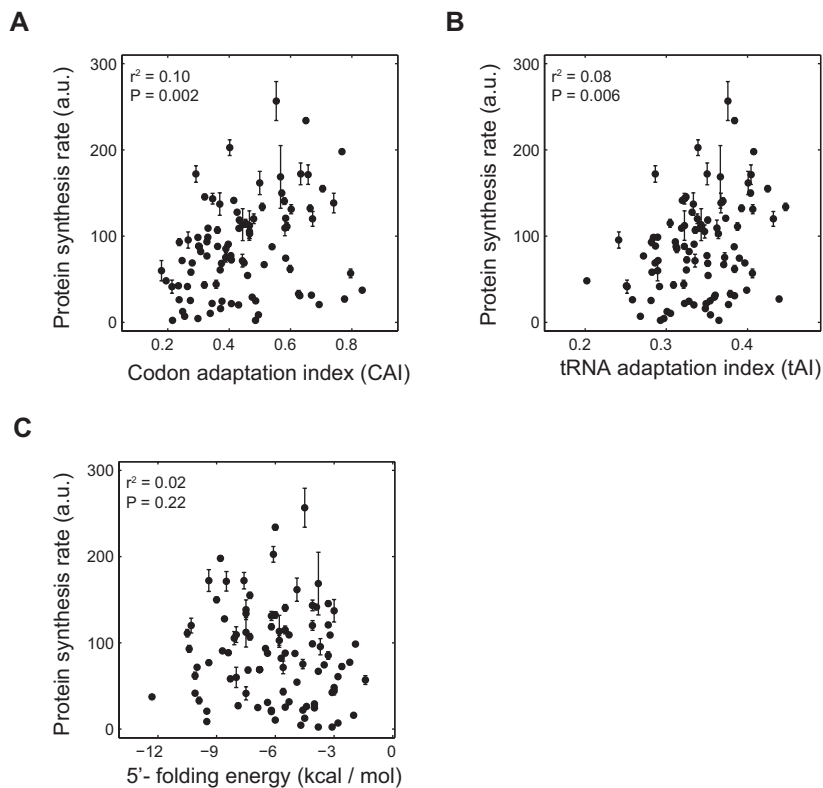 A
Protein synthesis rate (a.u.)
300
200
100
0
r² = 0.10
P = 0.002
0.2 0.4 0.6 0.8
Codon adaptation index (CAI)
B
Protein synthesis rate (a.u.)
300
200
100
0
r² = 0.08
P = 0.006
0.2 0.3 0.4
tRNA adaptation index (tAI)
C
Protein synthesis rate (a.u.)
300
200
100
0
r² = 0.02
P = 0.22
−12 −9 −6 −3 0
5'- folding energy (kcal / mol)